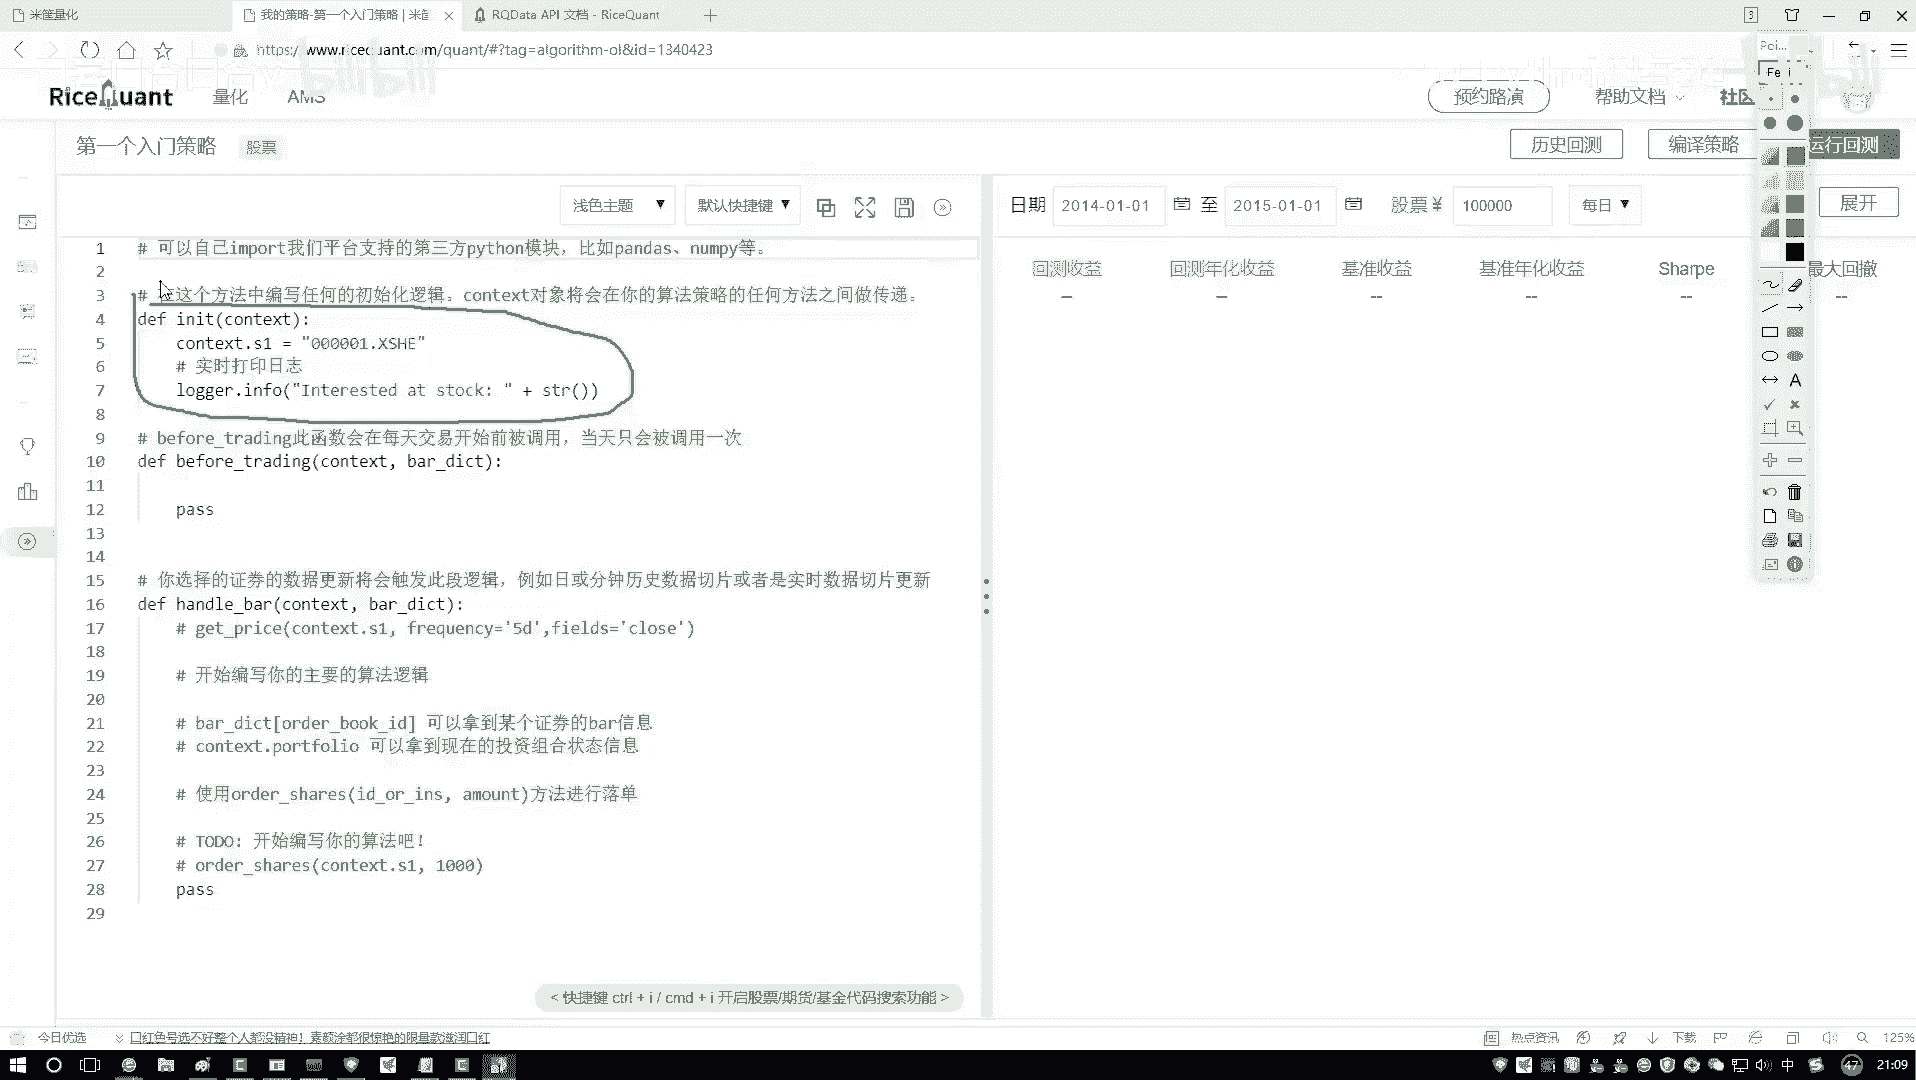 米筐量化
我的策略-第一个入门策略 | 米筐
RQData API 文档 - RiceQuant
3
https://www.ricequant.com/quant/#?tag=algorithm-ol&id=1340423
RiceQuant
量化
AMS
预约路演
帮助文档
社区
第一个入门策略
股票
历史回测
编译策略
运行回测
浅色主题
默认快捷键
日期
2014-01-01
至
2015-01-01
股票 ¥
100000
每日
展开
回测收益
回测年化收益
基准收益
基准年化收益
Sharpe
最大回撤
--
--
--
--
--
--
1 # 可以自己import我们平台支持的第三方python模块，比如pandas、numpy等。
2
3 # 在这个方法中编写任何的初始化逻辑。context对象将会在你的算法策略的任何方法之间做传递。
4 def init(context):
5 context.s1 = "000001.XSHE"
6 # 实时打印日志
7 logger.info("Interested at stock: " + str())
8
9 # before_trading此函数会在每天交易开始前被调用，当天只会被调用一次
10 def before_trading(context, bar_dict):
11
12 pass
13
14
15 # 你选择的证券的数据更新将会触发此段逻辑，例如日或分钟历史数据切片或者是实时数据切片更新
16 def handle_bar(context, bar_dict):
17 # get_price(context.s1, frequency='5d',fields='close')
18
19 # 开始编写你的主要的算法逻辑
20
21 # bar_dict[order_book_id] 可以拿到某个证券的bar信息
22 # context.portfolio 可以拿到现在的投资组合状态信息
23
24 # 使用order_shares(id_or_ins, amount)方法进行落单
25
26 # TODO: 开始编写你的算法吧！
27 # order_shares(context.s1, 1000)
28 pass
29
< 快捷键 ctrl + i / cmd + i 开启股票/期货/基金代码搜索功能 >
今日优选
口红色号选不好整个人都没精神！素颜涂都很惊艳的限量款滋润口红
热点资讯
下载
125%
中
47
21:09